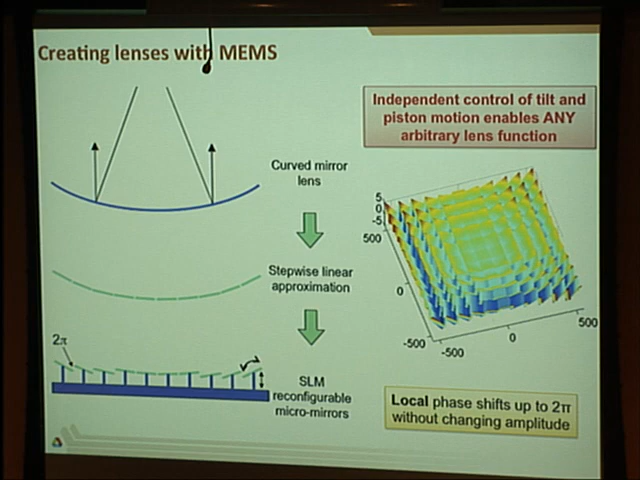 Creating lenses with MEMS
Independent control of tilt and
piston motion enables ANY
arbitrary lens function
Curved mirror
lens
Stepwise linear
approximation
2π
SLM
reconfigurable
micro-mirrors
5
0
-5
500
0
-500
-500
0
500
Local phase shifts up to 2π
without changing amplitude